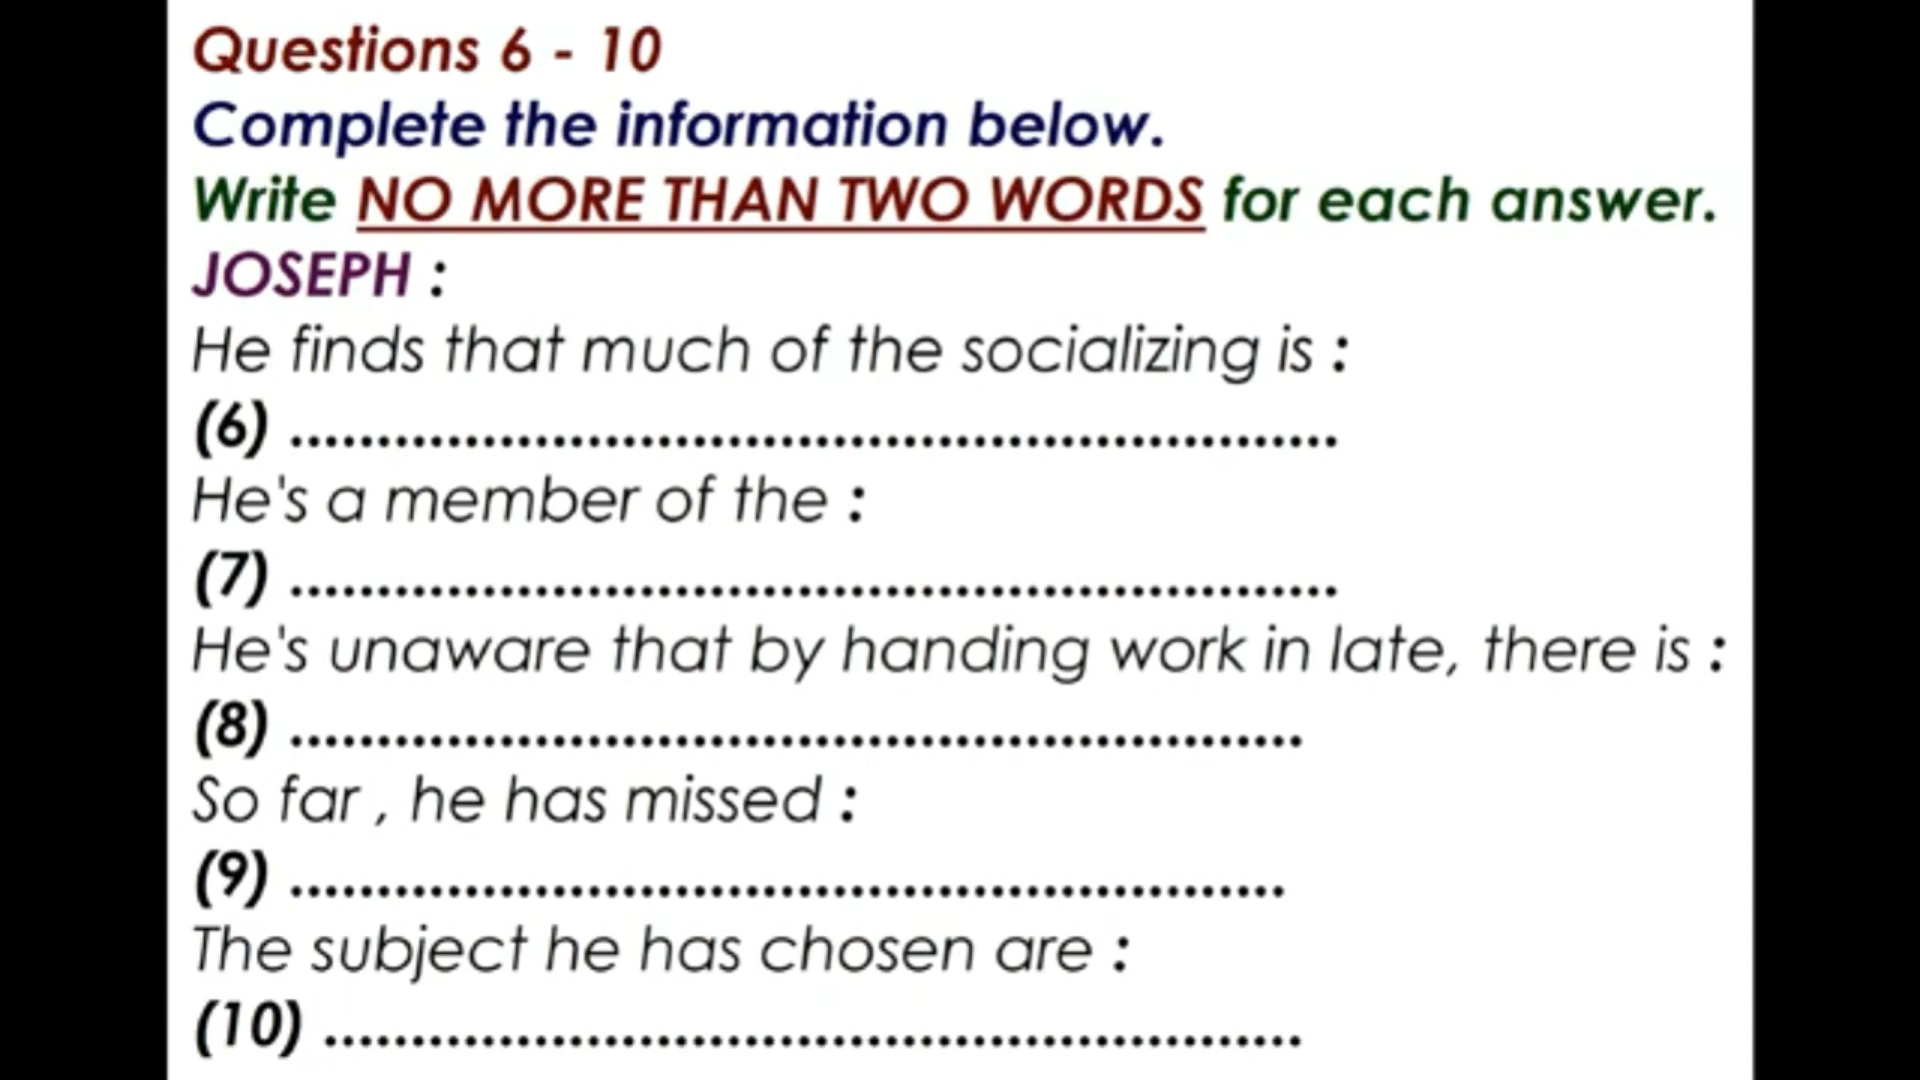 Questions 6 - 10
Complete the information below.
Write NO MORE THAN TWO WORDS for each answer.
JOSEPH :
He finds that much of the socializing is :
(6) ............................................................
He's a member of the :
(7) ............................................................
He's unaware that by handing work in late, there is :
(8) ..........................................................
So far , he has missed :
(9) .........................................................
The subject he has chosen are :
(10) ........................................................